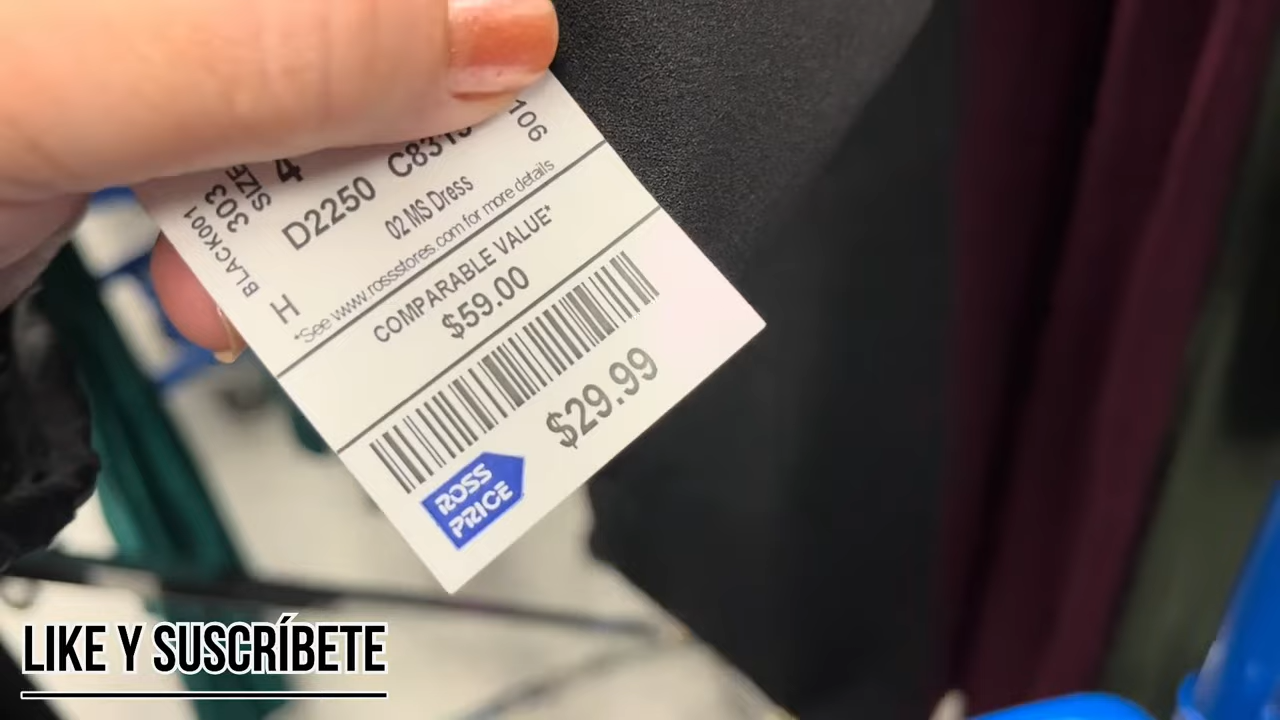 BLACK001
303
SIZE
4
D2250
106
02 MS Dress
*See www.rossstores.com for more details
H
COMPARABLE VALUE*
$59.00
$29.99
ROSS
PRICE
LIKE Y SUSCRÍBETE